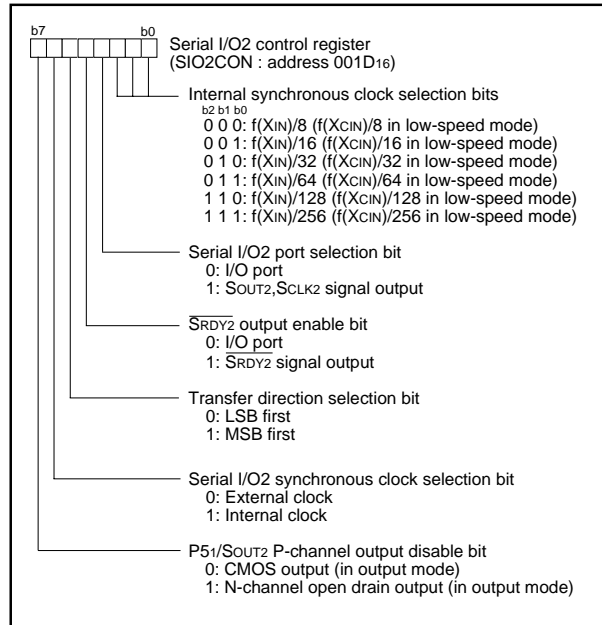 b7 b0
Serial I/O2 control register
(SIO2CON : address 001D16)
Internal synchronous clock selection bits
b2 b1 b0
0 0 0: f(XIN)/8 (f(XCIN)/8 in low-speed mode)
0 0 1: f(XIN)/16 (f(XCIN)/16 in low-speed mode)
0 1 0: f(XIN)/32 (f(XCIN)/32 in low-speed mode)
0 1 1: f(XIN)/64 (f(XCIN)/64 in low-speed mode)
1 1 0: f(XIN)/128 (f(XCIN)/128 in low-speed mode)
1 1 1: f(XIN)/256 (f(XCIN)/256 in low-speed mode)
Serial I/O2 port selection bit
0: I/O port
1: SOUT2,SCLK2 signal output
SRDY2 output enable bit
0: I/O port
1: SRDY2 signal output
Transfer direction selection bit
0: LSB first
1: MSB first
Serial I/O2 synchronous clock selection bit
0: External clock
1: Internal clock
P51/SOUT2 P-channel output disable bit
0: CMOS output (in output mode)
1: N-channel open drain output (in output mode)